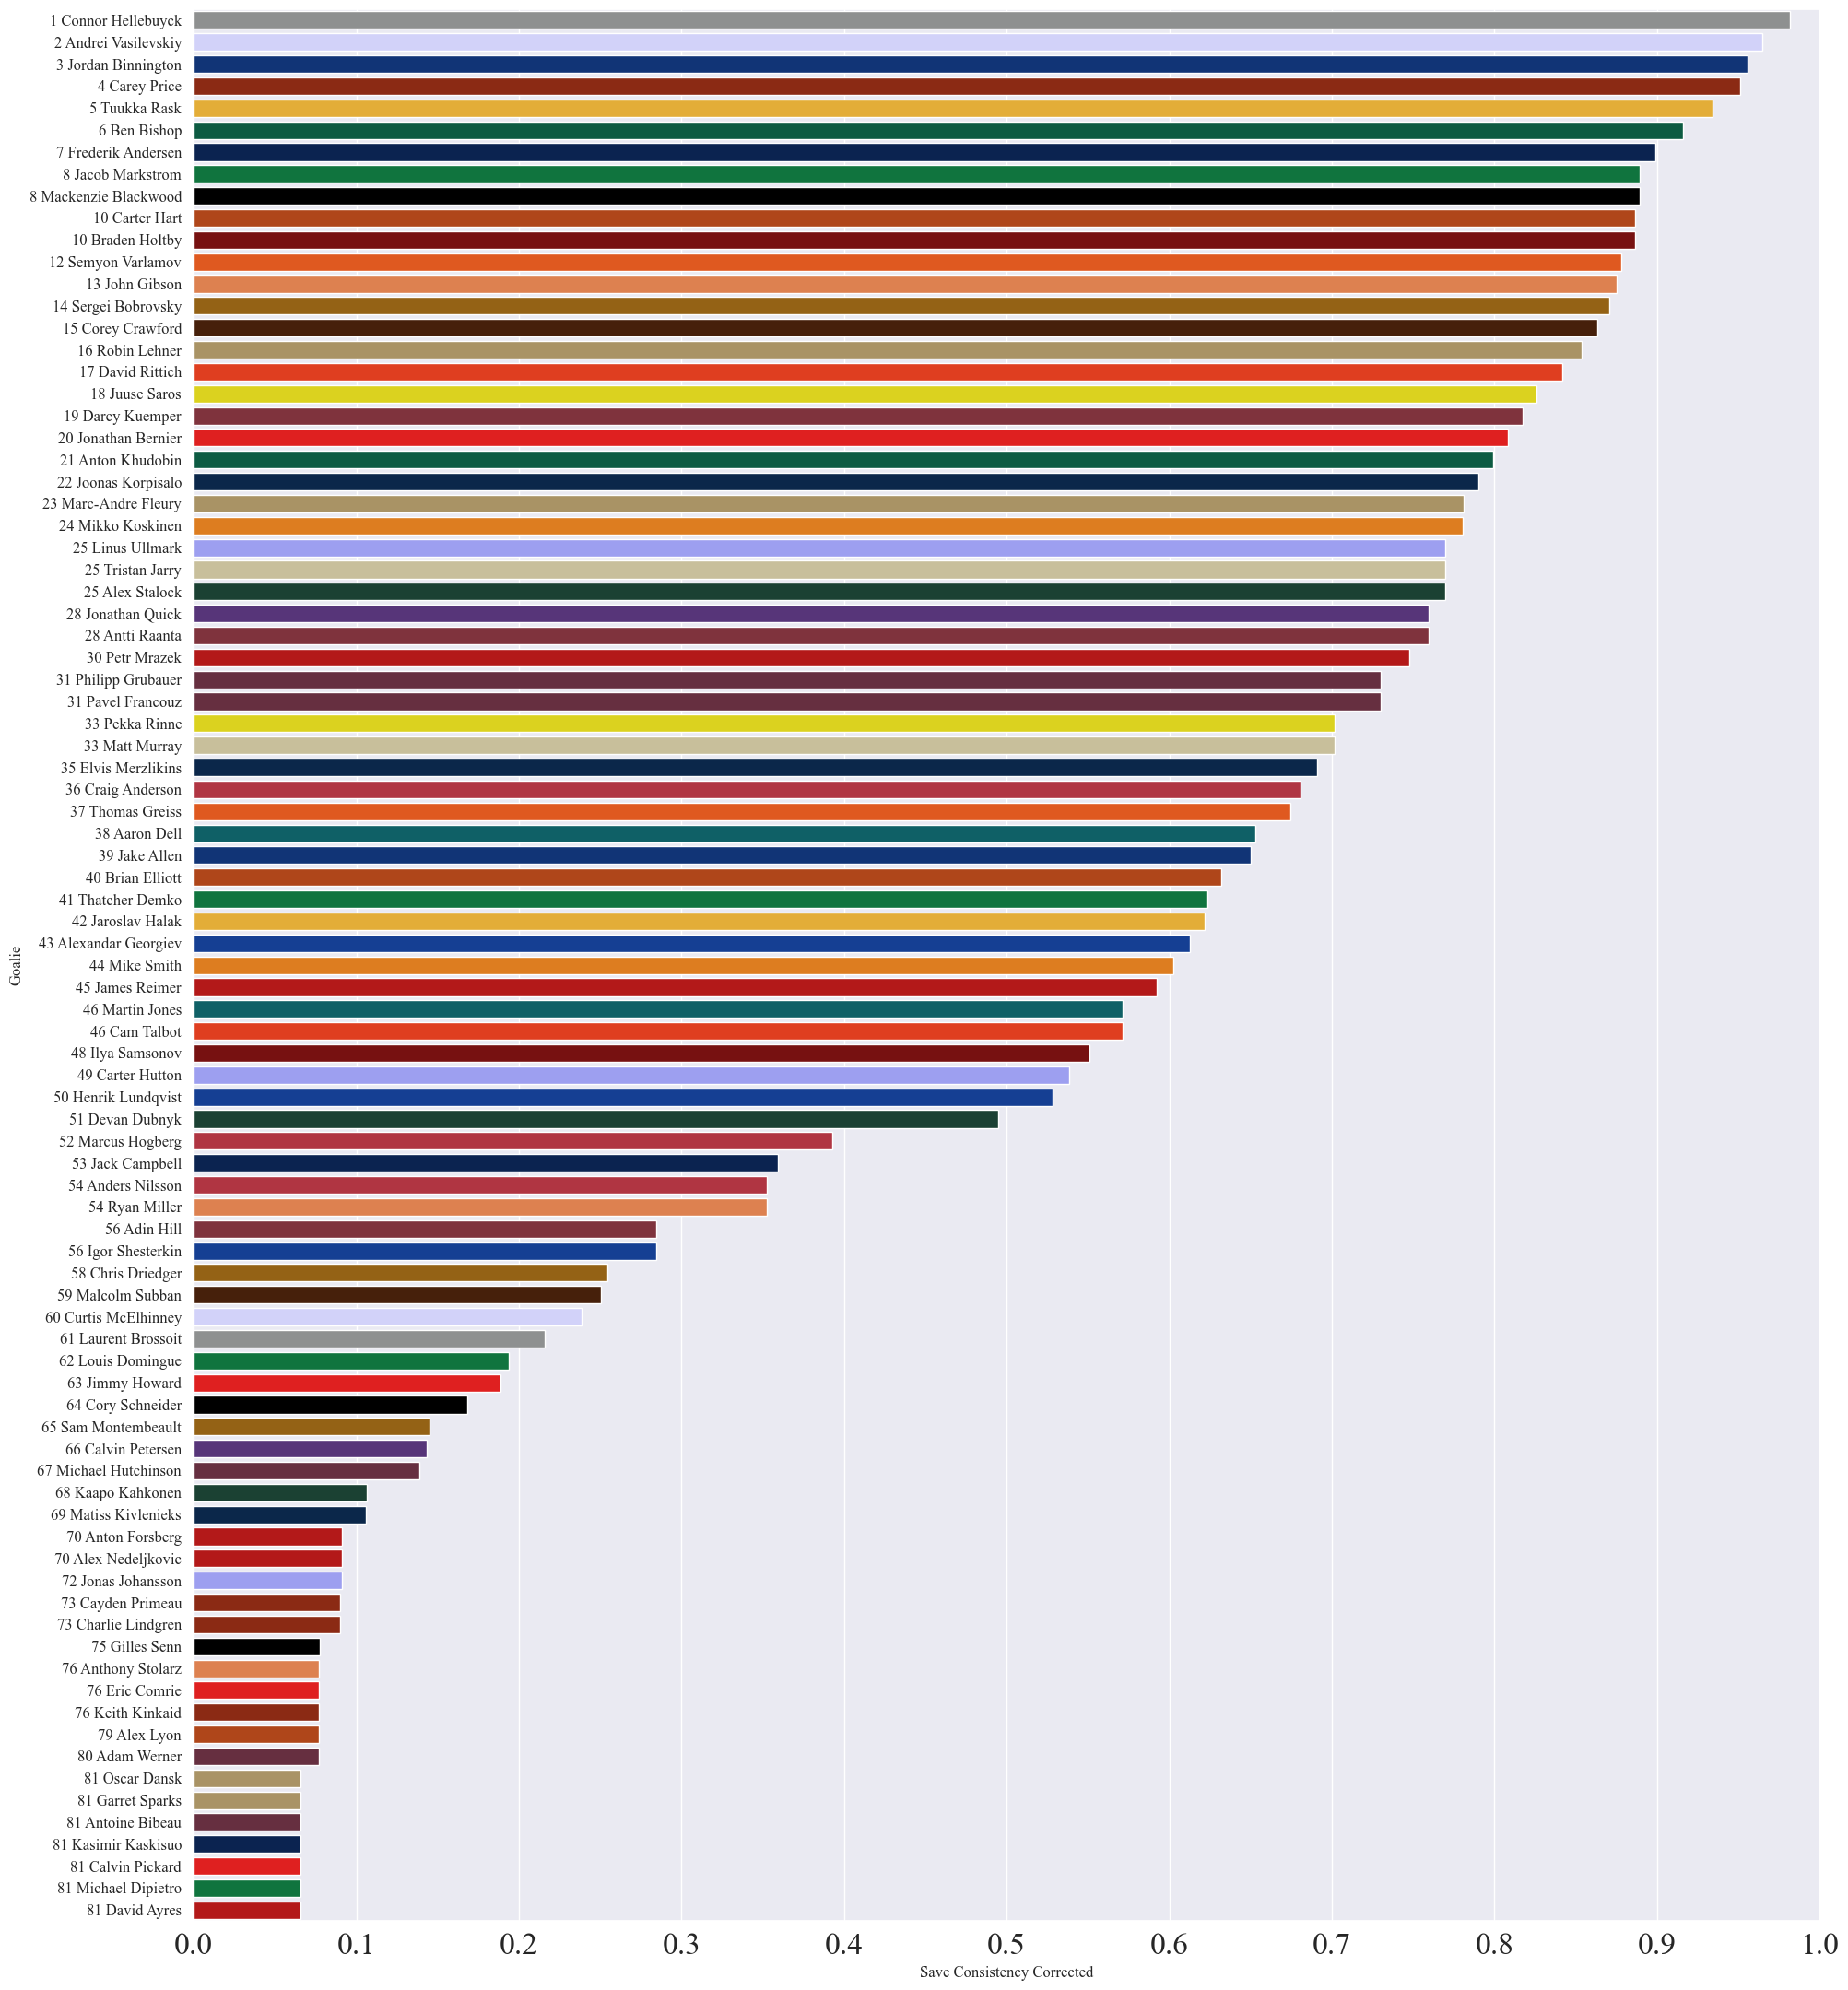 1 Connor Hellebuyck
2 Andrei Vasilevskiy
3 Jordan Binnington
4 Carey Price
5 Tuukka Rask
6 Ben Bishop
7 Frederik Andersen
8 Jacob Markstrom
8 Mackenzie Blackwood
10 Carter Hart
10 Braden Holtby
12 Semyon Varlamov
13 John Gibson
14 Sergei Bobrovsky
15 Corey Crawford
16 Robin Lehner
17 David Rittich
18 Juuse Saros
19 Darcy Kuemper
20 Jonathan Bernier
21 Anton Khudobin
22 Joonas Korpisalo
23 Marc-Andre Fleury
24 Mikko Koskinen
25 Linus Ullmark
25 Tristan Jarry
25 Alex Stalock
28 Jonathan Quick
28 Antti Raanta
30 Petr Mrazek
31 Philipp Grubauer
31 Pavel Francouz
33 Pekka Rinne
33 Matt Murray
35 Elvis Merzlikins
36 Craig Anderson
37 Thomas Greiss
38 Aaron Dell
39 Jake Allen
40 Brian Elliott
41 Thatcher Demko
42 Jaroslav Halak
43 Alexandar Georgiev
44 Mike Smith
45 James Reimer
46 Martin Jones
46 Cam Talbot
48 Ilya Samsonov
49 Carter Hutton
50 Henrik Lundqvist
51 Devan Dubnyk
52 Marcus Hogberg
53 Jack Campbell
54 Anders Nilsson
54 Ryan Miller
56 Adin Hill
56 Igor Shesterkin
58 Chris Driedger
59 Malcolm Subban
60 Curtis McElhinney
61 Laurent Brossoit
62 Louis Domingue
63 Jimmy Howard
64 Cory Schneider
65 Sam Montembeault
66 Calvin Petersen
67 Michael Hutchinson
68 Kaapo Kahkonen
69 Matiss Kivlenieks
70 Anton Forsberg
70 Alex Nedeljkovic
72 Jonas Johansson
73 Cayden Primeau
73 Charlie Lindgren
75 Gilles Senn
76 Anthony Stolarz
76 Eric Comrie
76 Keith Kinkaid
79 Alex Lyon
80 Adam Werner
81 Oscar Dansk
81 Garret Sparks
81 Antoine Bibeau
81 Kasimir Kaskisuo
81 Calvin Pickard
81 Michael Dipietro
81 David Ayres
Goalie
0.0 0.1 0.2 0.3 0.4 0.5 0.6 0.7 0.8 0.9 1.0
Save Consistency Corrected